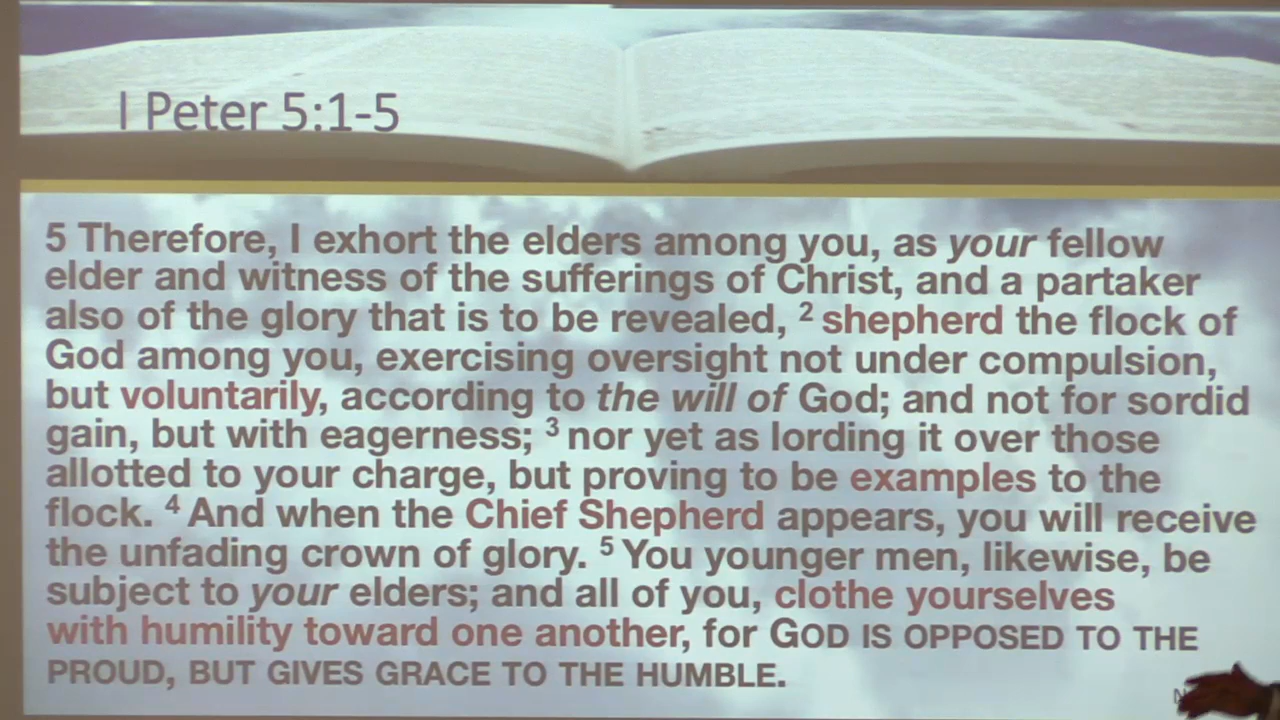 I Peter 5:1-5
5 Therefore, I exhort the elders among you, as your fellow
elder and witness of the sufferings of Christ, and a partaker
also of the glory that is to be revealed, ² shepherd the flock of
God among you, exercising oversight not under compulsion,
but voluntarily, according to the will of God; and not for sordid
gain, but with eagerness; ³ nor yet as lording it over those
allotted to your charge, but proving to be examples to the
flock. ⁴ And when the Chief Shepherd appears, you will receive
the unfading crown of glory. ⁵ You younger men, likewise, be
subject to your elders; and all of you, clothe yourselves
with humility toward one another, for GOD IS OPPOSED TO THE
PROUD, BUT GIVES GRACE TO THE HUMBLE.